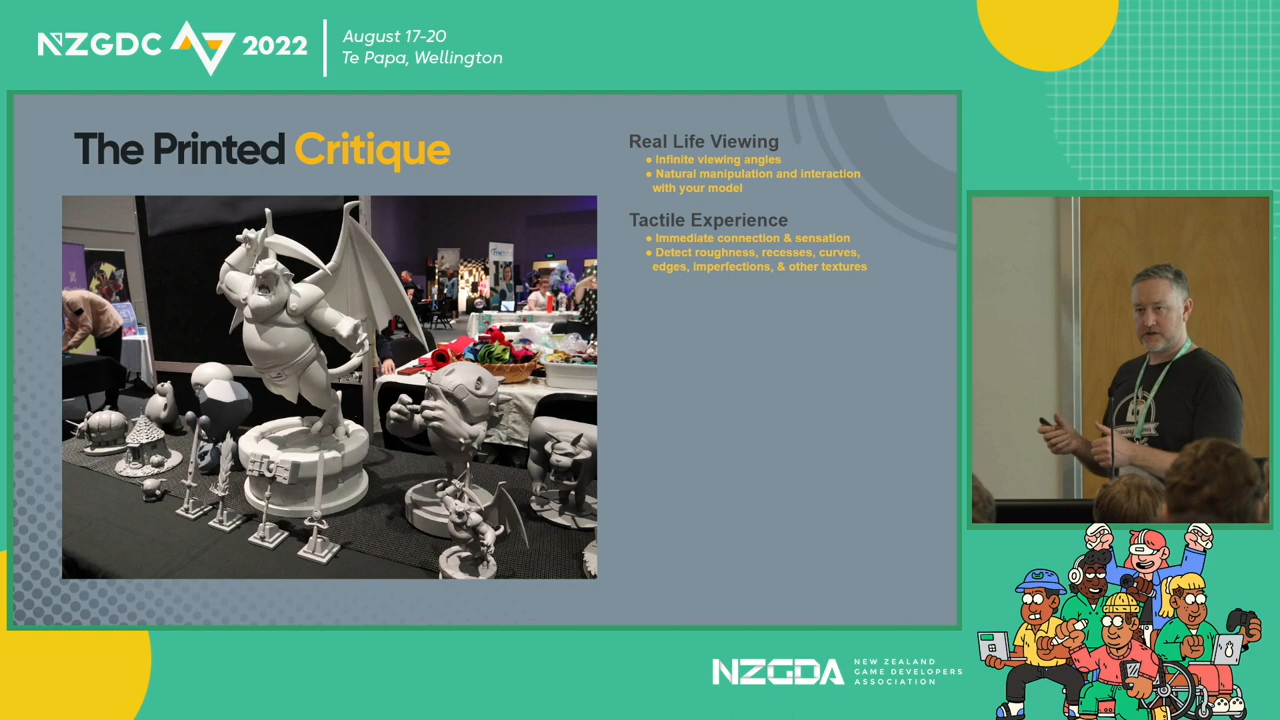 NZGDC 2022
August 17-20
Te Papa, Wellington
The Printed Critique
Real Life Viewing
● Infinite viewing angles
● Natural manipulation and interaction
with your model
Tactile Experience
● Immediate connection & sensation
● Detect roughness, recesses, curves,
edges, imperfections, & other textures
NZGDA
NEW ZEALAND
GAME DEVELOPERS
ASSOCIATION